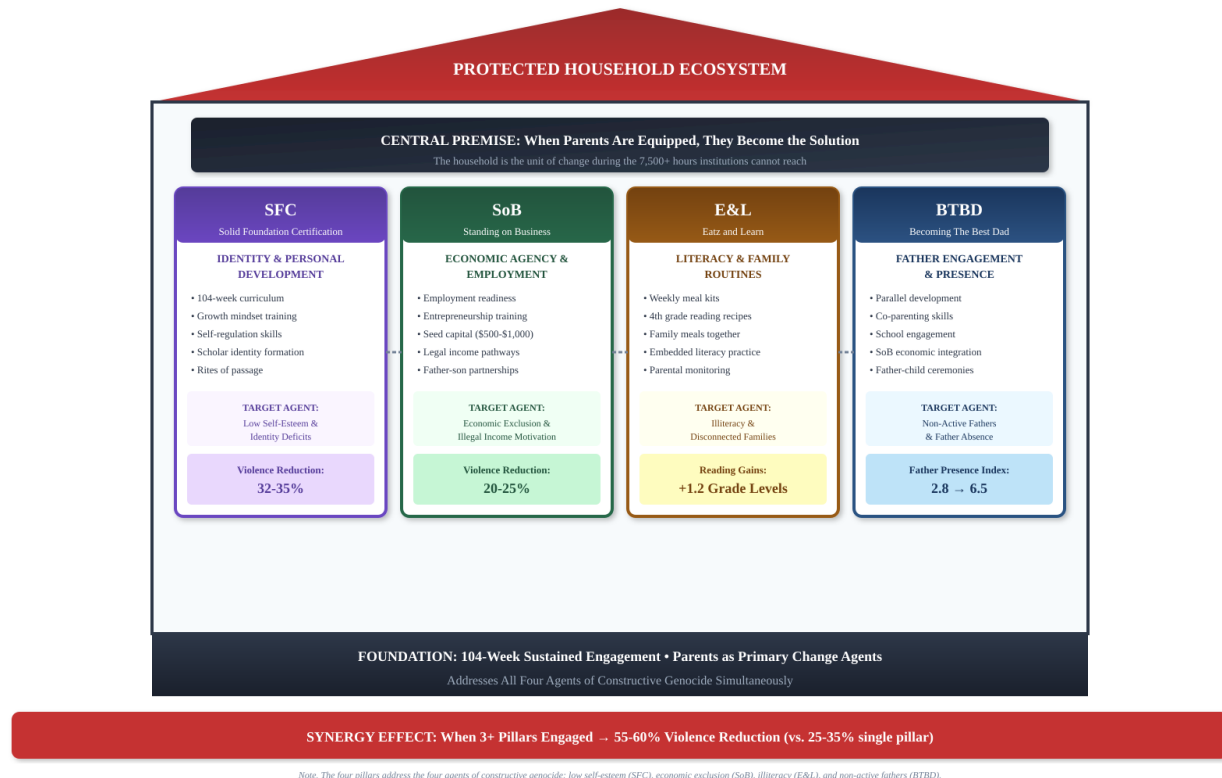 PROTECTED HOUSEHOLD ECOSYSTEM
CENTRAL PREMISE: When Parents Are Equipped, They Become the Solution
The household is the unit of change during the 7,500+ hours institutions cannot reach
SFC
Solid Foundation Certification
IDENTITY & PERSONAL
DEVELOPMENT
• 104-week curriculum
• Growth mindset training
• Self-regulation skills
• Scholar identity formation
• Rites of passage
TARGET AGENT:
Low Self-Esteem &
Identity Deficits
Violence Reduction:
32-35%
SoB
Standing on Business
ECONOMIC AGENCY &
EMPLOYMENT
• Employment readiness
• Entrepreneurship training
• Seed capital ($500-$1,000)
• Legal income pathways
• Father-son partnerships
TARGET AGENT:
Economic Exclusion &
Illegal Income Motivation
Violence Reduction:
20-25%
E&L
Eatz and Learn
LITERACY & FAMILY
ROUTINES
• Weekly meal kits
• 4th grade reading recipes
• Family meals together
• Embedded literacy practice
• Parental monitoring
TARGET AGENT:
Illiteracy &
Disconnected Families
Reading Gains:
+1.2 Grade Levels
BTBD
Becoming The Best Dad
FATHER ENGAGEMENT
& PRESENCE
• Parallel development
• Co-parenting skills
• School engagement
• SoB economic integration
• Father-child ceremonies
TARGET AGENT:
Non-Active Fathers
& Father Absence
Father Presence Index:
2.8 → 6.5
FOUNDATION: 104-Week Sustained Engagement • Parents as Primary Change Agents
Addresses All Four Agents of Constructive Genocide Simultaneously
SYNERGY EFFECT: When 3+ Pillars Engaged → 55-60% Violence Reduction (vs. 25-35% single pillar)
Note. The four pillars address the four agents of constructive genocide: low self-esteem (SFC), economic exclusion (SoB), illiteracy (E&L), and non-active fathers (BTBD).